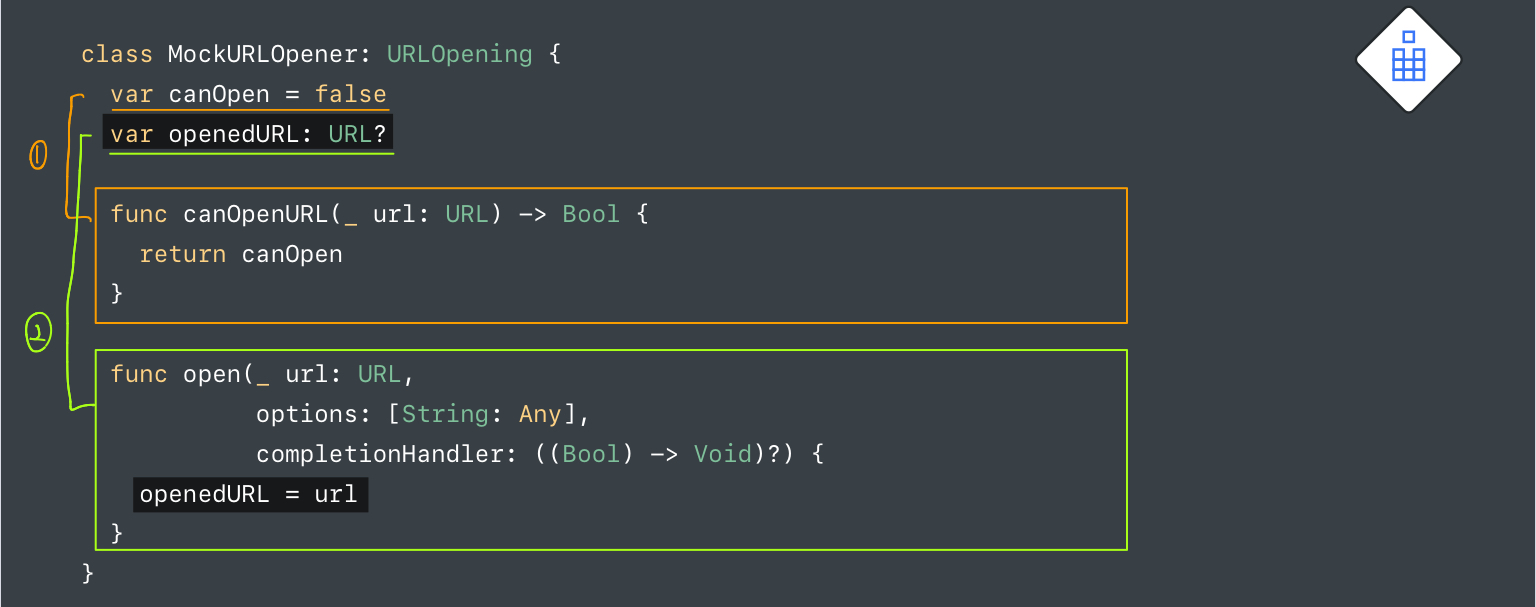 class MockURLOpener: URLOpening {
var canOpen = false
var openedURL: URL?
①
func canOpenURL(_ url: URL) -> Bool {
return canOpen
}
②
func open(_ url: URL,
options: [String: Any],
completionHandler: ((Bool) -> Void)?) {
openedURL = url
}
}